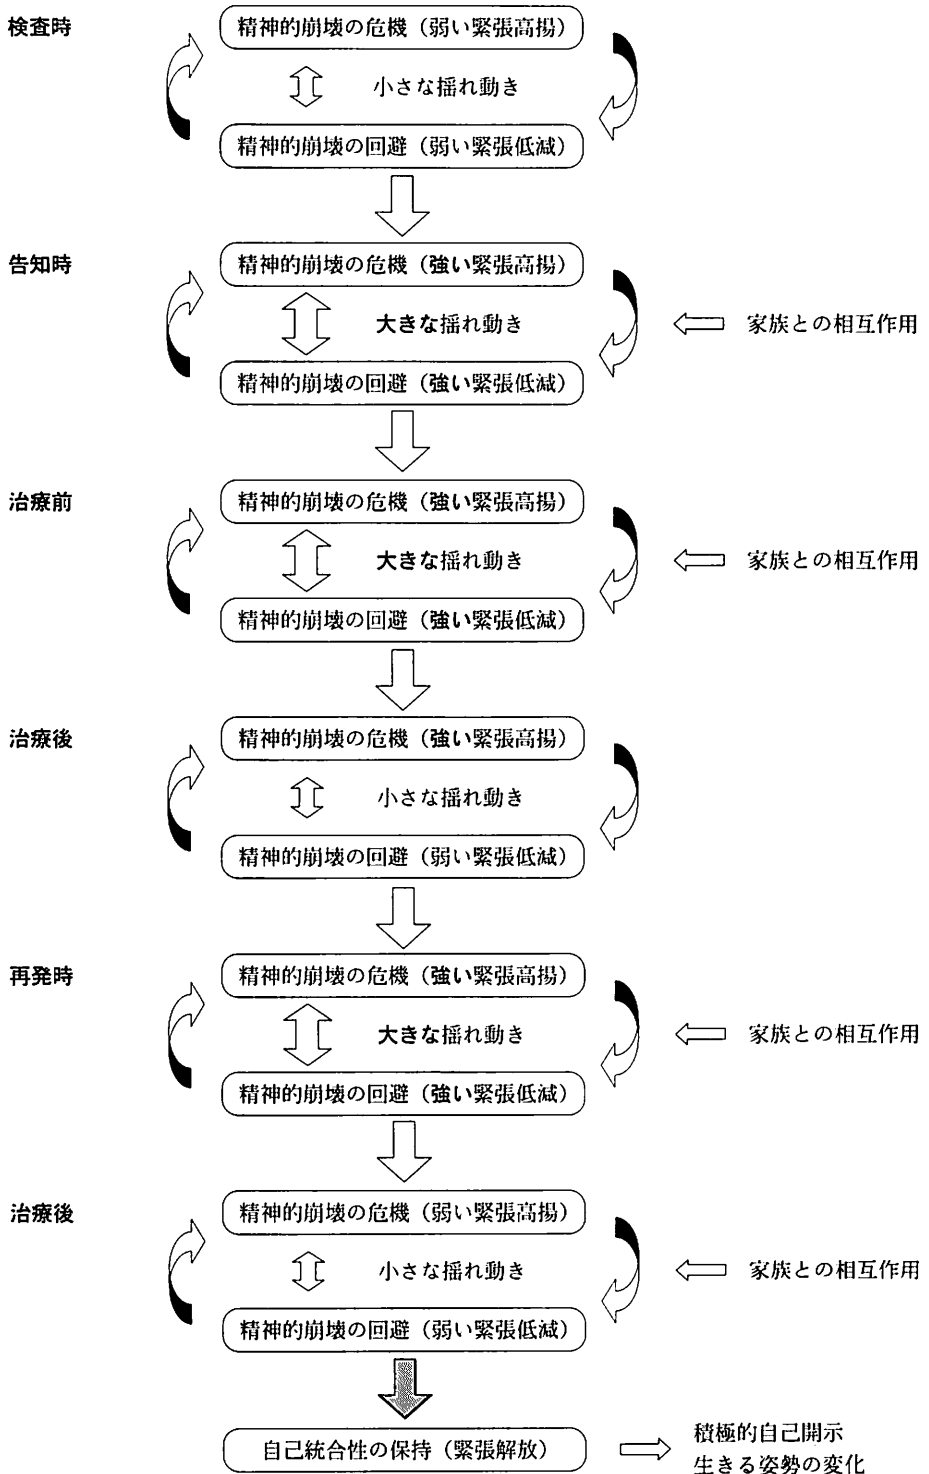 検査時
精神的崩壊の危機（弱い緊張高揚）
小さな揺れ動き
精神的崩壊の回避（弱い緊張低減）
告知時
精神的崩壊の危機（強い緊張高揚）
大きな揺れ動き
家族との相互作用
精神的崩壊の回避（強い緊張低減）
治療前
精神的崩壊の危機（強い緊張高揚）
大きな揺れ動き
家族との相互作用
精神的崩壊の回避（強い緊張低減）
治療後
精神的崩壊の危機（強い緊張高揚）
小さな揺れ動き
精神的崩壊の回避（弱い緊張低減）
再発時
精神的崩壊の危機（強い緊張高揚）
大きな揺れ動き
家族との相互作用
精神的崩壊の回避（強い緊張低減）
治療後
精神的崩壊の危機（弱い緊張高揚）
小さな揺れ動き
家族との相互作用
精神的崩壊の回避（弱い緊張低減）
自己統合性の保持（緊張解放）
積極的自己開示
生きる姿勢の変化